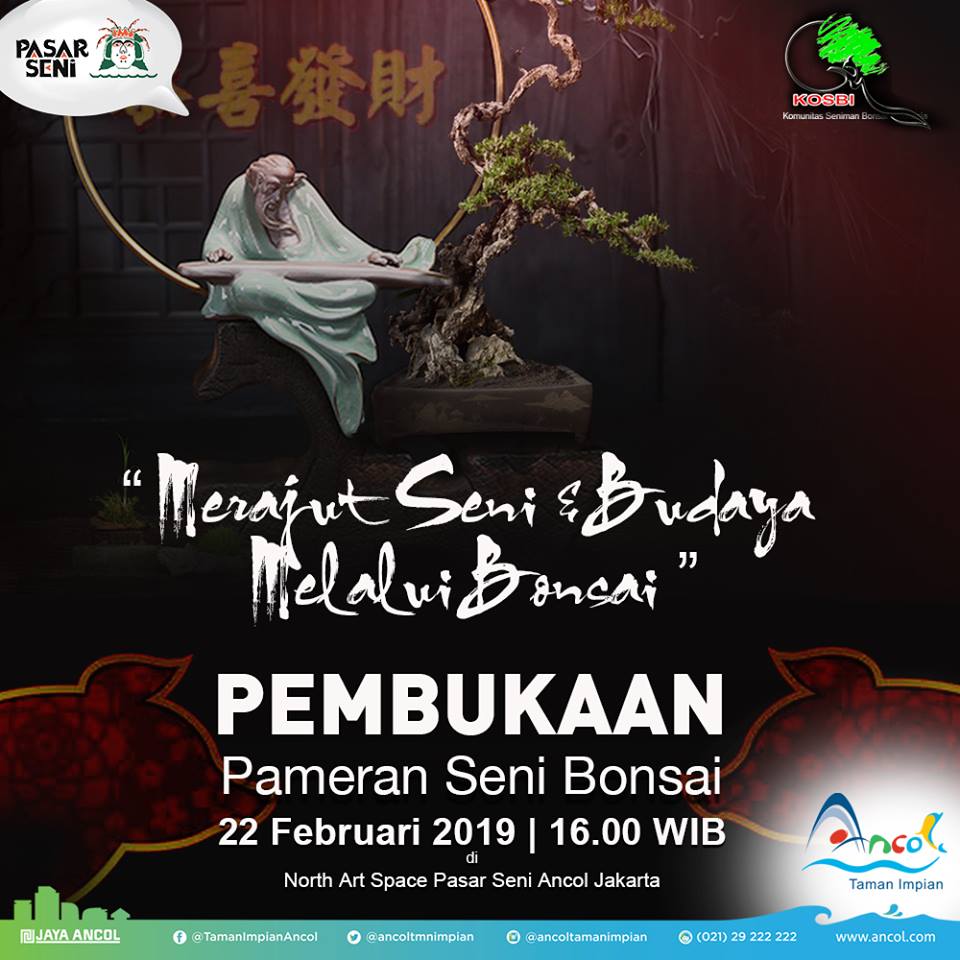 PASAR
SENI
喜發財
KOSBI
Komunitas Seniman
“ Merajut Seni & Budaya
Melalui Bonsai ”
PEMBUKAAN
Pameran Seni Bonsai
22 Februari 2019 | 16.00 WIB
di
North Art Space Pasar Seni Ancol Jakarta
Ancol
Taman Impian
JAYA ANCOL
@TamanImpianAncol
@ancoltmnimpian
@ancoltamanimpian
(021) 29 222 222
www.ancol.com